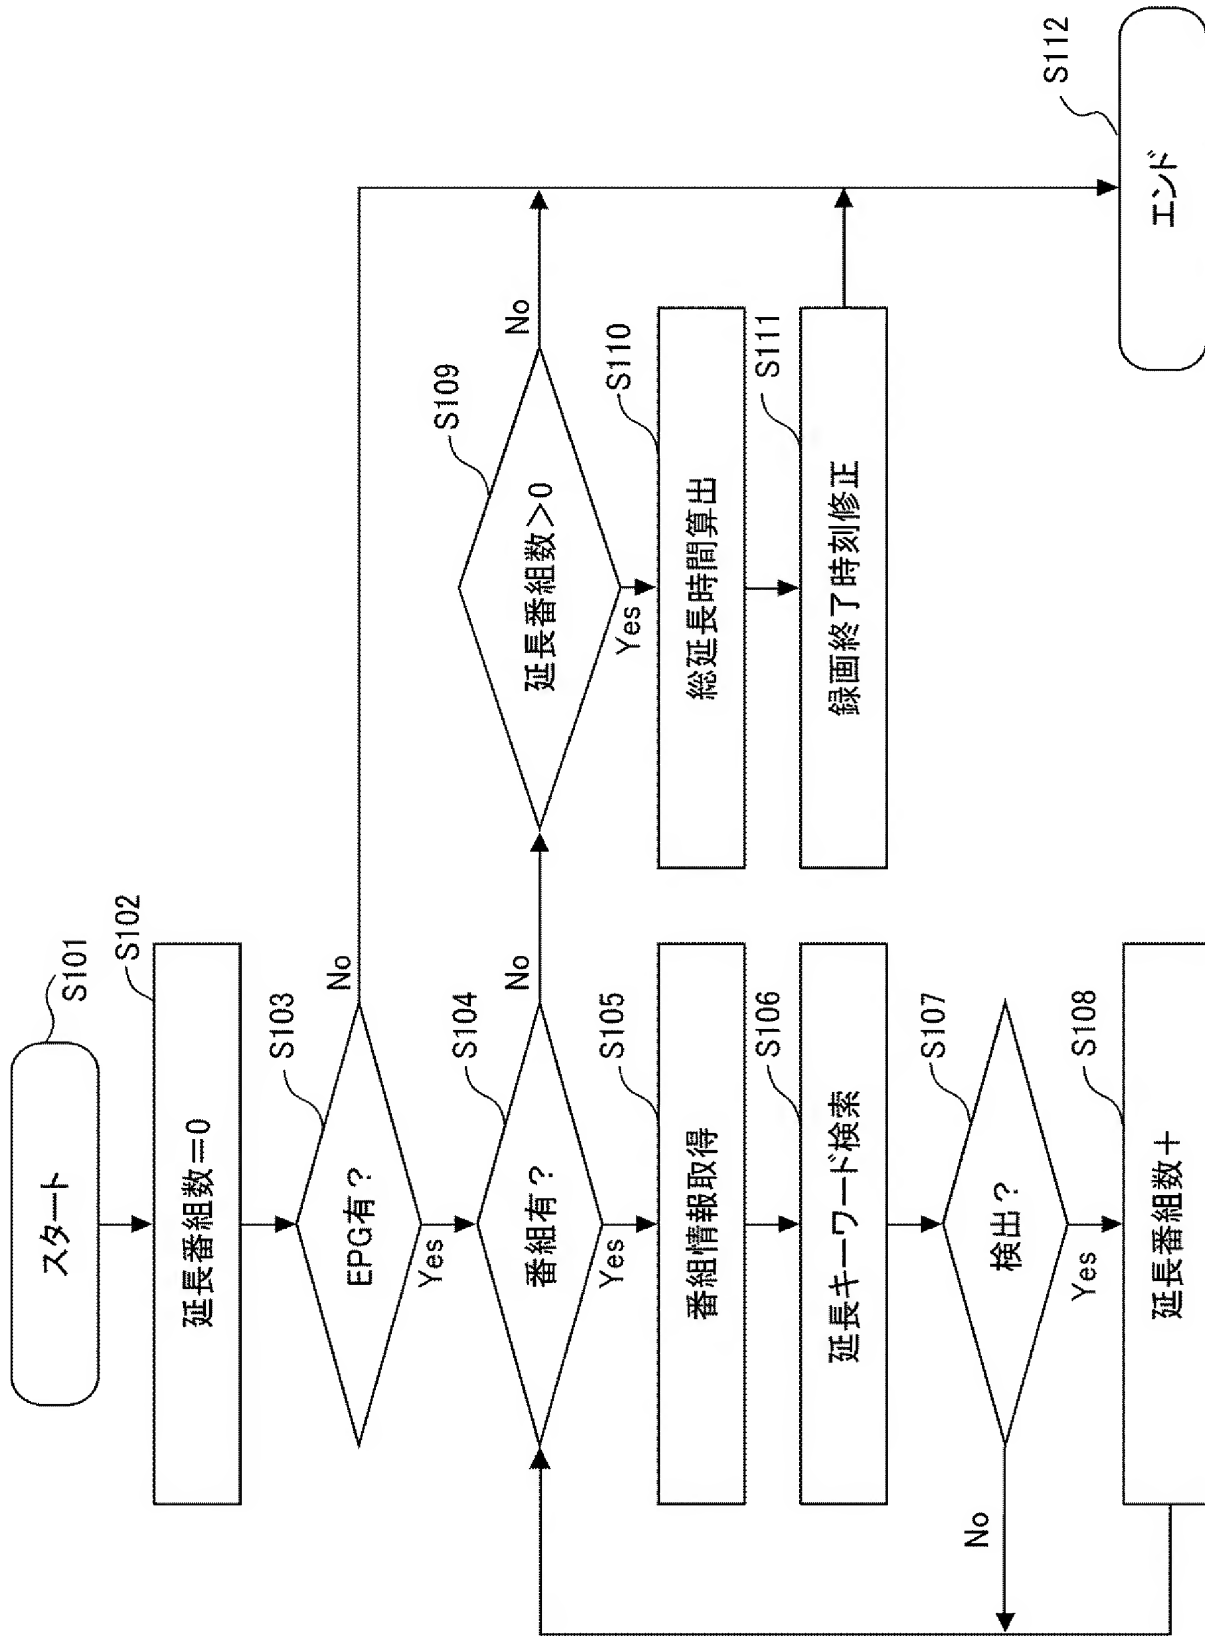 スタート
S101
延長番組数=0
S102
EPG有?
S103
Yes
No
番組有?
S104
Yes
No
番組情報取得
S105
延長キーワード検索
S106
検出?
S107
Yes
No
延長番組数+
S108
延長番組数>0
S109
Yes
No
総延長時間算出
S110
録画終了時刻修正
S111
エンド
S112